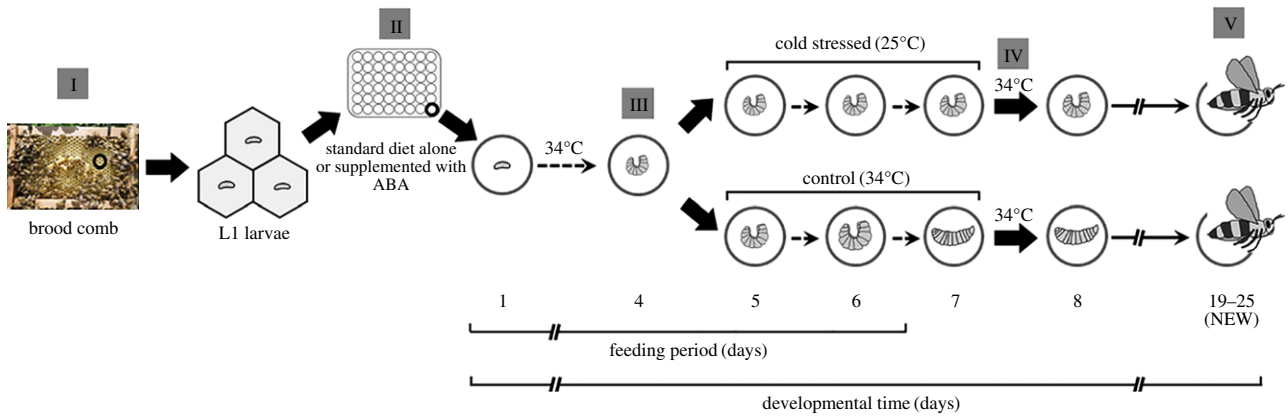 I
II
III
IV
V
brood comb
L1 larvae
standard diet alone
or supplemented with
ABA
34°C
cold stressed (25°C)
34°C
control (34°C)
34°C
1
4
5
6
7
8
19–25
(NEW)
feeding period (days)
developmental time (days)